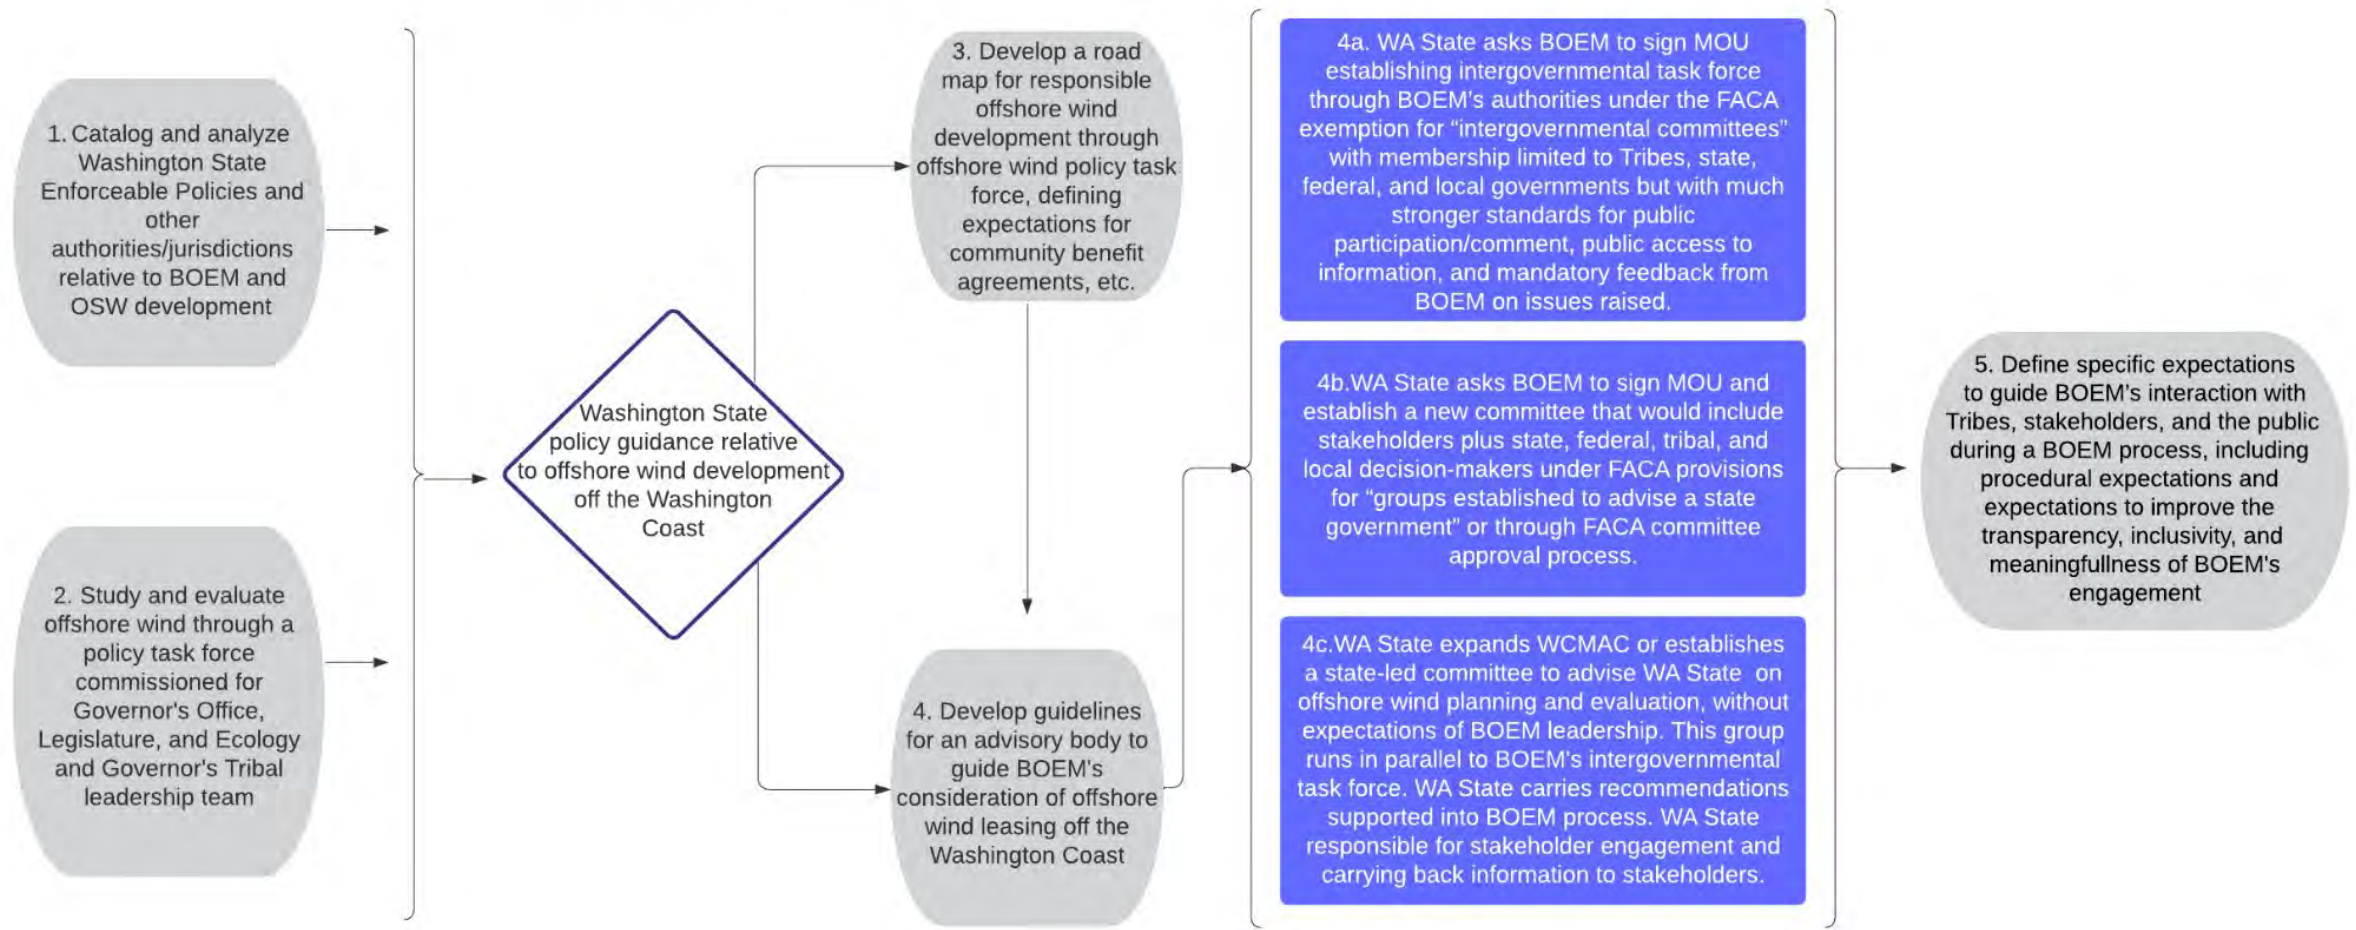 1. Catalog and analyze
Washington State
Enforceable Policies and
other
authorities/jurisdictions
relative to BOEM and
OSW development
2. Study and evaluate
offshore wind through a
policy task force
commissioned for
Governor's Office,
Legislature, and Ecology
and Governor's Tribal
leadership team
Washington State
policy guidance relative
to offshore wind development
off the Washington
Coast
3. Develop a road
map for responsible
offshore wind
development through
offshore wind policy task
force, defining
expectations for
community benefit
agreements, etc.
4. Develop guidelines
for an advisory body to
guide BOEM's
consideration of offshore
wind leasing off the
Washington Coast
4a. WA State asks BOEM to sign MOU
establishing intergovernmental task force
through BOEM's authorities under the FACA
exemption for “intergovernmental committees”
with membership limited to Tribes, state,
federal, and local governments but with much
stronger standards for public
participation/comment, public access to
information, and mandatory feedback from
BOEM on issues raised.
4b.WA State asks BOEM to sign MOU and
establish a new committee that would include
stakeholders plus state, federal, tribal, and
local decision-makers under FACA provisions
for “groups established to advise a state
government” or through FACA committee
approval process.
4c.WA State expands WCMAC or establishes
a state-led committee to advise WA State on
offshore wind planning and evaluation, without
expectations of BOEM leadership. This group
runs in parallel to BOEM's intergovernmental
task force. WA State carries recommendations
supported into BOEM process. WA State
responsible for stakeholder engagement and
carrying back information to stakeholders.
5. Define specific expectations
to guide BOEM's interaction with
Tribes, stakeholders, and the public
during a BOEM process, including
procedural expectations and
expectations to improve the
transparency, inclusivity, and
meaningfullness of BOEM's
engagement